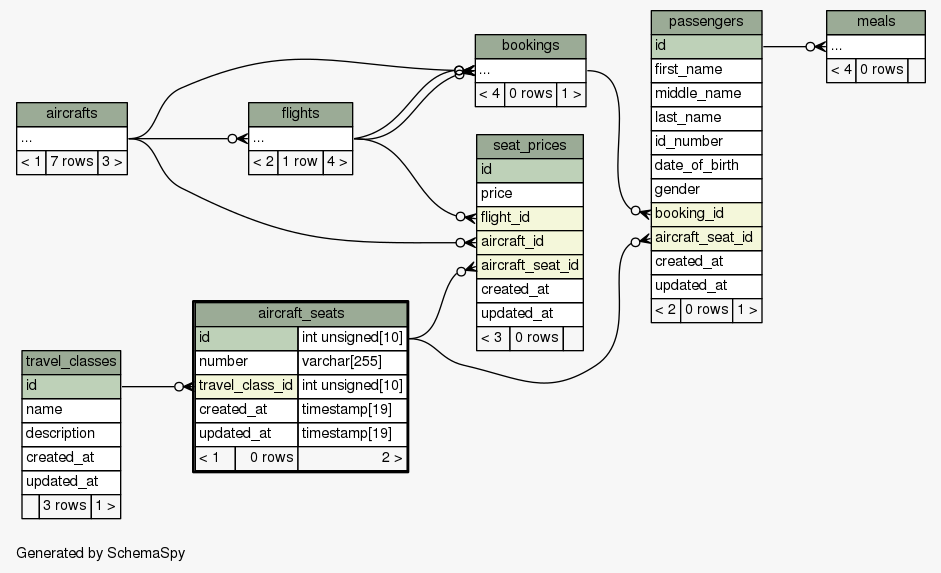 aircrafts
...
< 1 7 rows 3 >
flights
...
< 2 1 row 4 >
bookings
...
< 4 0 rows 1 >
seat_prices
id
price
flight_id
aircraft_id
aircraft_seat_id
created_at
updated_at
< 3 0 rows
passengers
id
first_name
middle_name
last_name
id_number
date_of_birth
gender
booking_id
aircraft_seat_id
created_at
updated_at
< 2 0 rows 1 >
meals
...
< 4 0 rows
travel_classes
id
name
description
created_at
updated_at
3 rows 1 >
aircraft_seats
id int unsigned[10]
number varchar[255]
travel_class_id int unsigned[10]
created_at timestamp[19]
updated_at timestamp[19]
< 1 0 rows 2 >
Generated by SchemaSpy